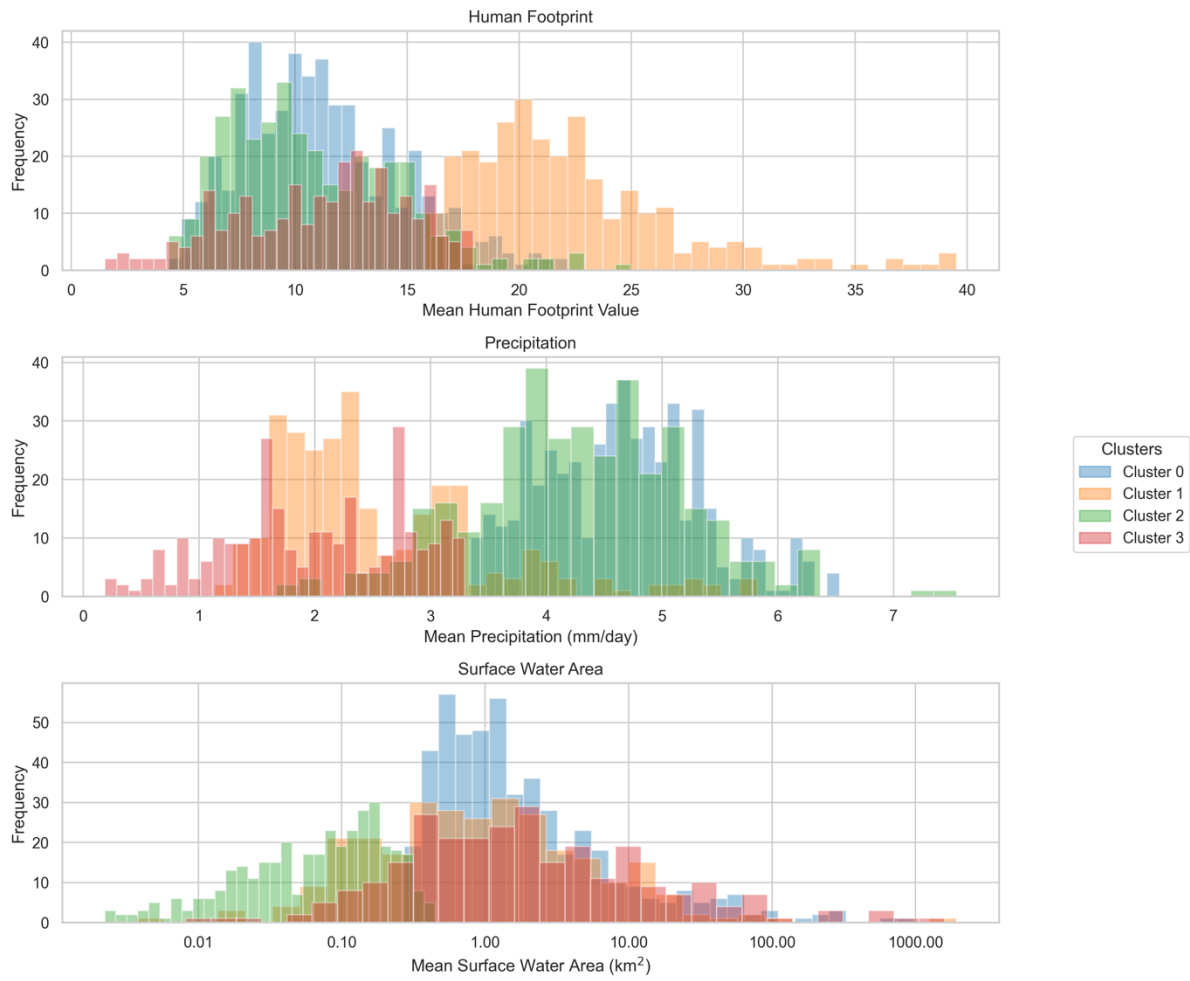 Human Footprint
40
30
20
10
0
Frequency
0 5 10 15 20 25 30 35 40
Mean Human Footprint Value
Precipitation
40
30
20
10
0
Frequency
0 1 2 3 4 5 6 7
Mean Precipitation (mm/day)
Clusters
Cluster 0
Cluster 1
Cluster 2
Cluster 3
Surface Water Area
50
40
30
20
10
0
Frequency
0.01 0.10 1.00 10.00 100.00 1000.00
Mean Surface Water Area (km²)